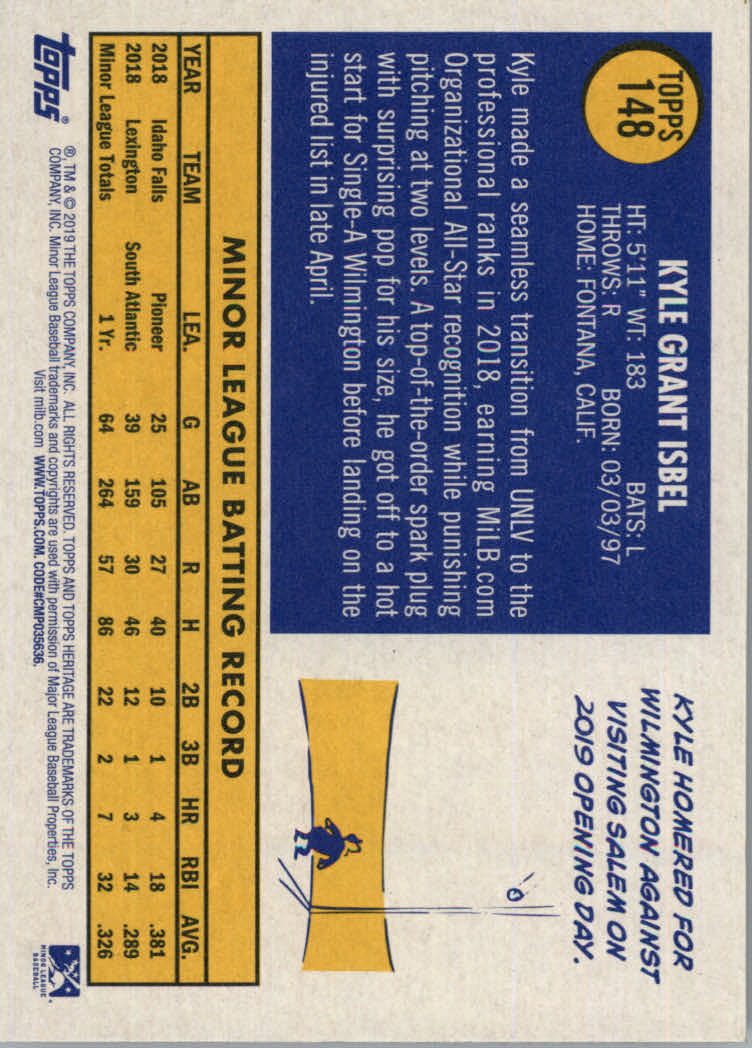 TOPPS
148
KYLE GRANT ISBEL
HT: 5'11" WT: 183 BATS: L
THROWS: R BORN: 03/03/97
HOME: FONTANA, CALIF.
Kyle made a seamless transition from UNLV to the
professional ranks in 2018, earning MiLB.com
Organizational All-Star recognition while punishing
pitching at two levels. A top-of-the-order spark plug
with surprising pop for his size, he got off to a hot
start for Single-A Wilmington before landing on the
injured list in late April.
KYLE HOMERED FOR
WILMINGTON AGAINST
VISITING SALEM ON
2019 OPENING DAY.
MINOR LEAGUE BATTING RECORD
YEAR TEAM LEA. G AB R H 2B 3B HR RBI AVG.
2018 Idaho Falls Pioneer 25 105 27 40 10 1 4 18 .381
2018 Lexington South Atlantic 39 159 30 46 12 1 3 14 .289
Minor League Totals 1 Yr. 64 264 57 86 22 2 7 32 .326
topps®
®, TM & © 2019 THE TOPPS COMPANY, INC. ALL RIGHTS RESERVED. TOPPS AND TOPPS HERITAGE ARE TRADEMARKS OF THE TOPPS
COMPANY, INC. Minor League Baseball trademarks and copyrights are used with permission of Major League Baseball Properties, Inc.
Visit milb.com WWW.TOPPS.COM. CODE#CMP035636.
MINOR LEAGUE
BASEBALL